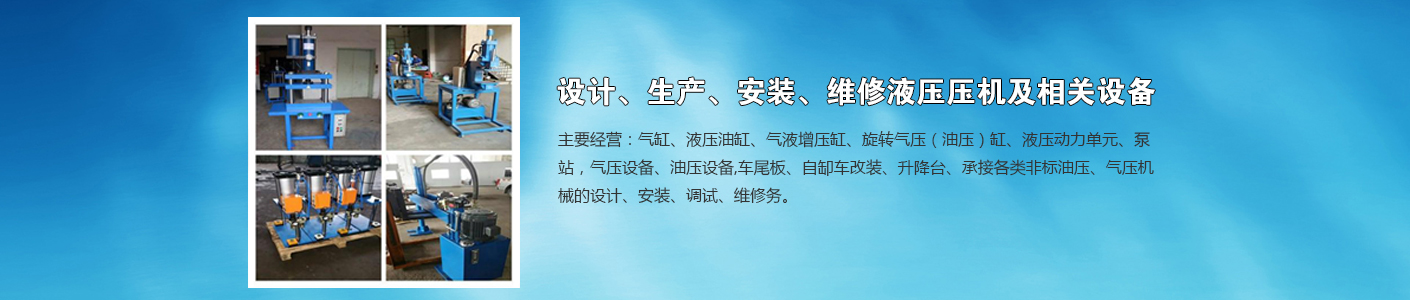 设计、生产、安装、维修液压压机及相关设备
主要经营：气缸、液压油缸、气液增压缸、旋转气压（油压）缸、液压动力单元、泵
站，气压设备、油压设备,车尾板、自卸车改装、升降台、承接各类非标油压、气压机
械的设计、安装、调试、维修务。